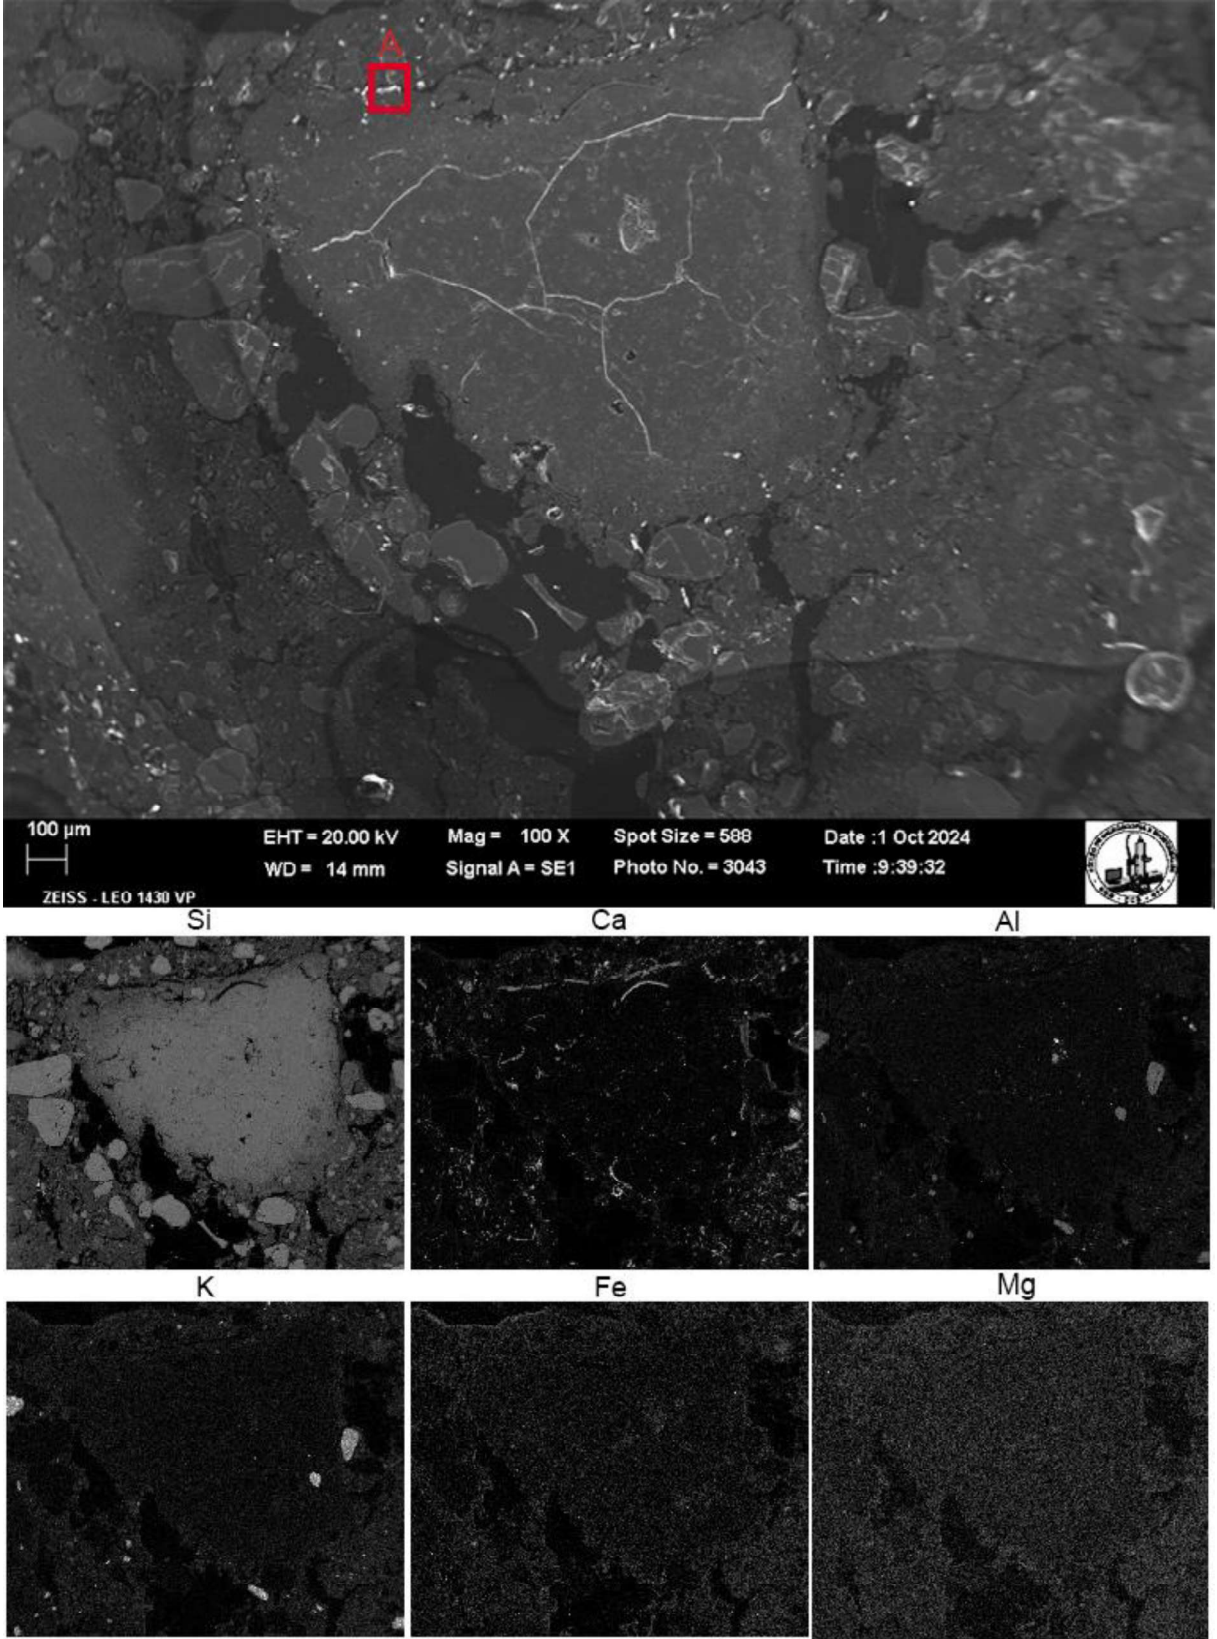 A
100 µm
EHT = 20.00 kV Mag = 100 X Spot Size = 588 Date :1 Oct 2024
WD = 14 mm Signal A = SE1 Photo No. = 3043 Time :9:39:32
ZEISS - LEO 1430 VP
Si Ca Al
K Fe Mg